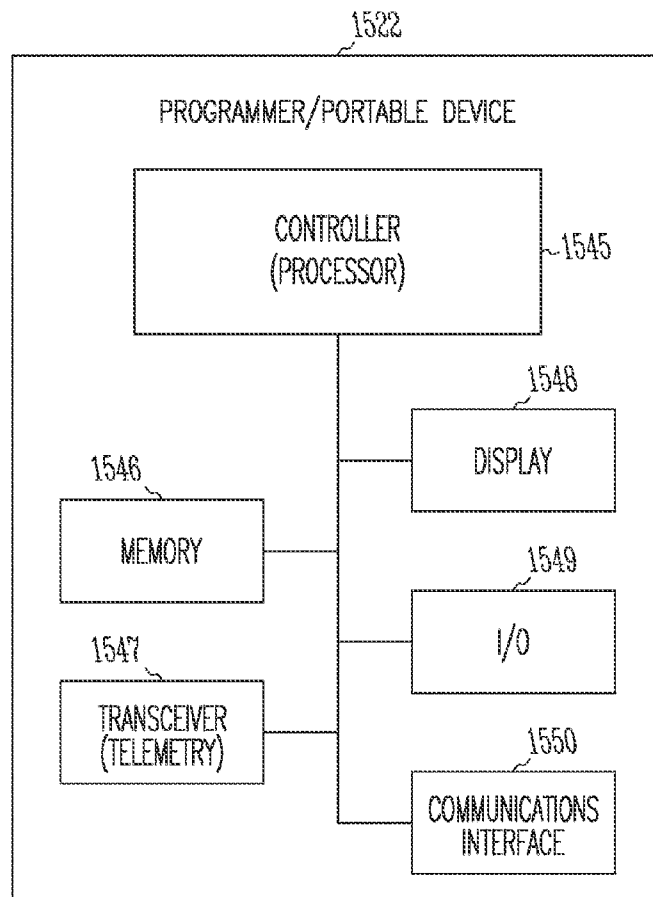 1522
PROGRAMMER/PORTABLE DEVICE
CONTROLLER
(PROCESSOR)
1545
1548
DISPLAY
1546
MEMORY
1549
I/O
1547
TRANSCEIVER
(TELEMETRY)
1550
COMMUNICATIONS
INTERFACE